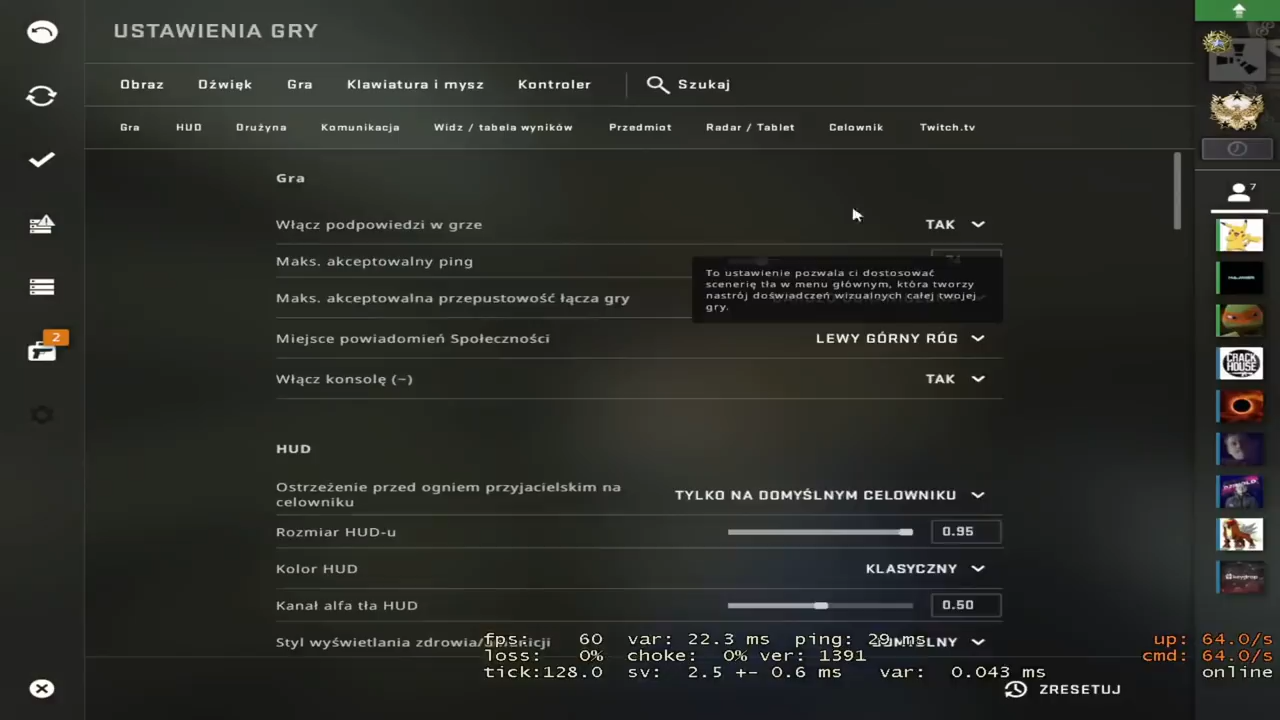 USTAWIENIA GRY
Obraz Dźwięk Gra Klawiatura i mysz Kontroler Szukaj
Gra HUD Drużyna Komunikacja Widz / tabela wyników Przedmiot Radar / Tablet Celownik Twitch.tv
Gra
Włącz podpowiedzi w grze TAK
Maks. akceptowalny ping
Maks. akceptowalna przepustowość łącza gry
To ustawienie pozwala ci dostosować
scenerię tła w menu głównym, która tworzy
nastrój doświadczeń wizualnych całej twojej
gry.
Miejsce powiadomień Społeczności LEWY GÓRNY RÓG
Włącz konsolę (~) TAK
HUD
Ostrzeżenie przed ogniem przyjacielskim na
celowniku TYLKO NA DOMYŚLNYM CELOWNIKU
Rozmiar HUD-u 0.95
Kolor HUD KLASYCZNY
Kanał alfa tła HUD 0.50
Styl wyświetlania
fps: 60 var: 22.3 ms ping: 29 ms up: 64.0/s
loss: 0% choke: 0% ver: 1391 cmd: 64.0/s
tick:128.0 sv: 2.5 +- 0.6 ms var: 0.043 ms online
ZRESETUJ
2
7
CRACK
HOUSE